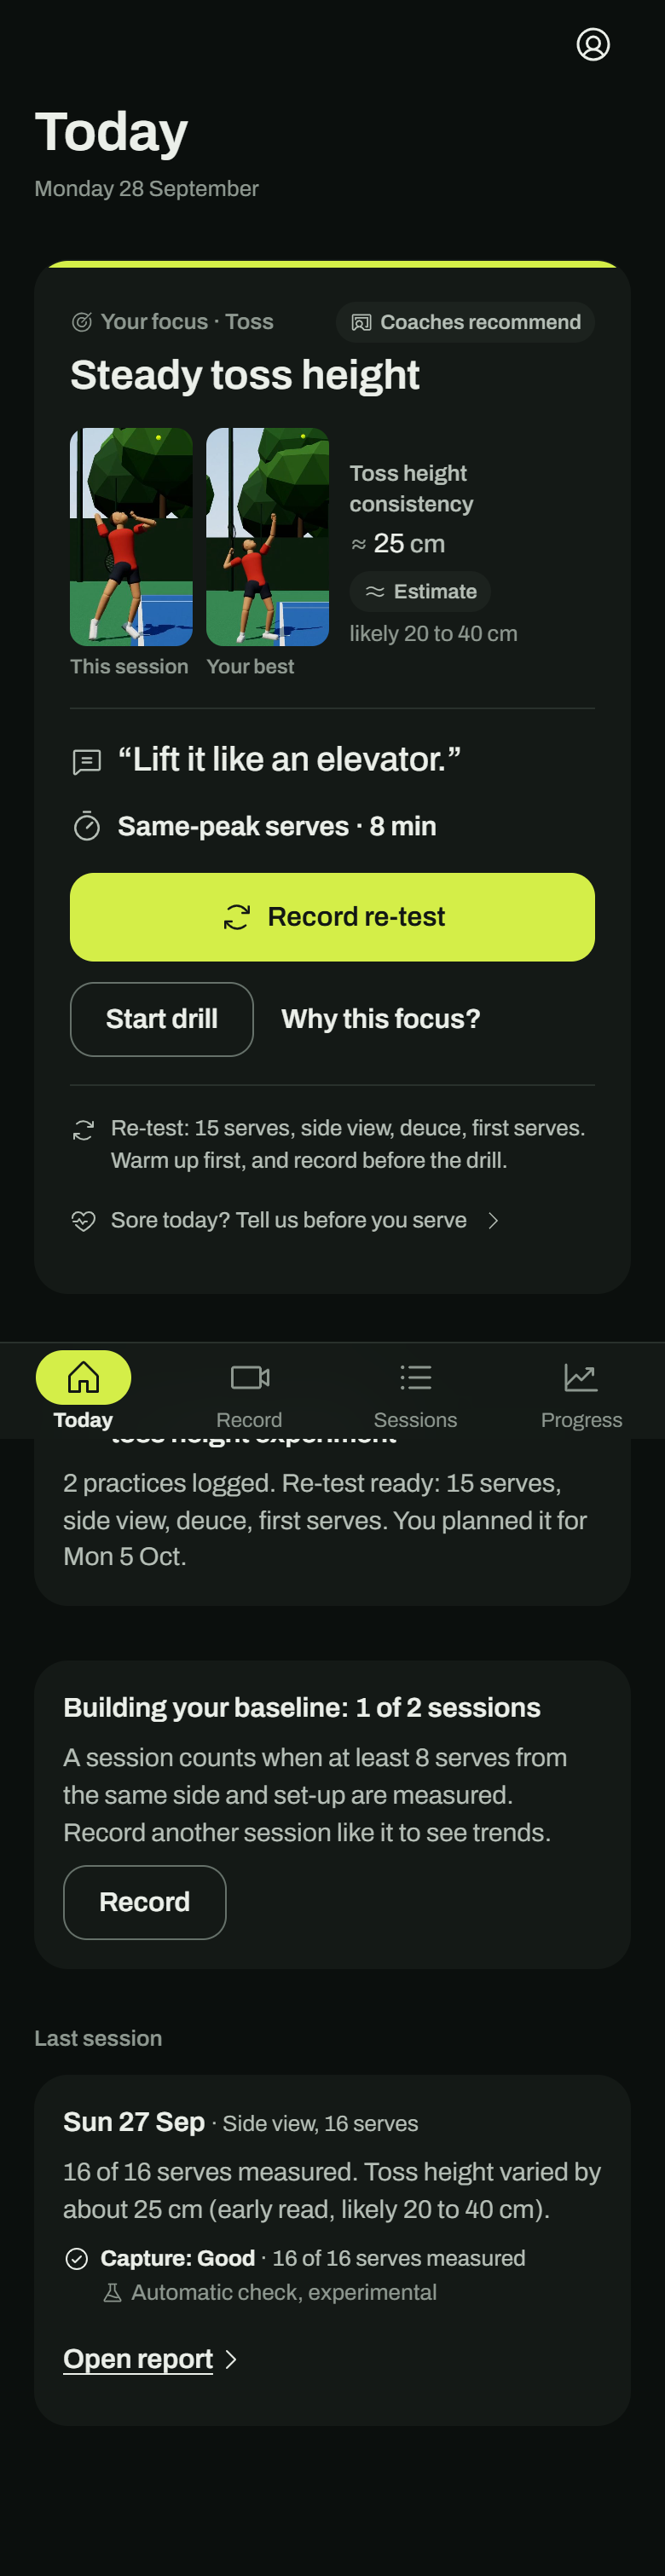 Today
Monday 28 September
Your focus · Toss
Coaches recommend
Steady toss height
Toss height
consistency
≈ 25 cm
Estimate
likely 20 to 40 cm
This session
Your best
“Lift it like an elevator.”
Same-peak serves · 8 min
Record re-test
Start drill
Why this focus?
Re-test: 15 serves, side view, deuce, first serves.
Warm up first, and record before the drill.
Sore today? Tell us before you serve
Today
Record
Sessions
Progress
toss height experiment
2 practices logged. Re-test ready: 15 serves,
side view, deuce, first serves. You planned it for
Mon 5 Oct.
Building your baseline: 1 of 2 sessions
A session counts when at least 8 serves from
the same side and set-up are measured.
Record another session like it to see trends.
Record
Last session
Sun 27 Sep · Side view, 16 serves
16 of 16 serves measured. Toss height varied by
about 25 cm (early read, likely 20 to 40 cm).
Capture: Good · 16 of 16 serves measured
Automatic check, experimental
Open report